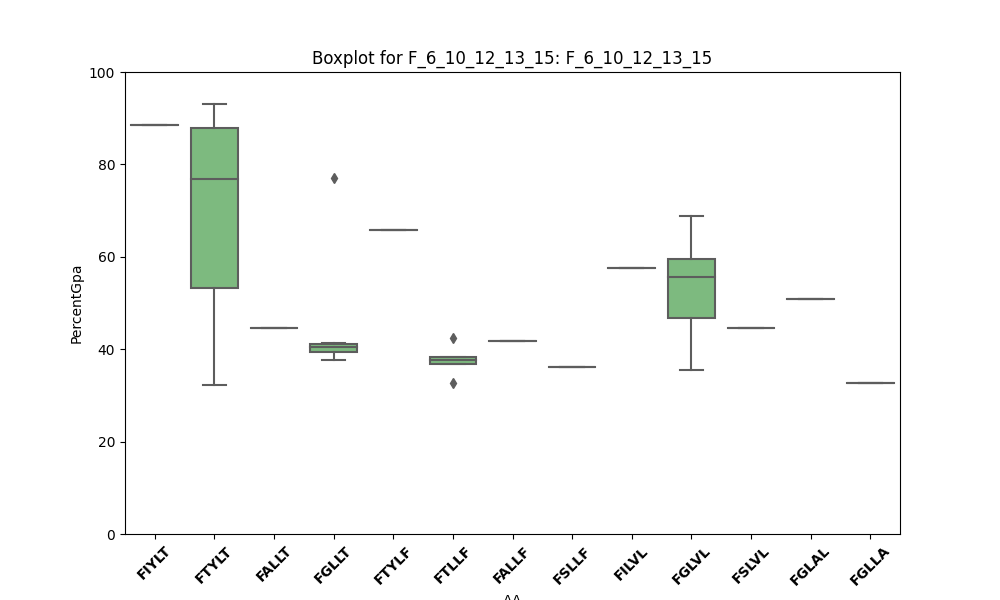 Boxplot for F_6_10_12_13_15: F_6_10_12_13_15
PercentGpa
100
80
60
40
20
0
FIYLT
FTYLT
FALLT
FGLLT
FTYLF
FTLLF
FALLF
FSLLF
FILVL
FGLVL
FSLVL
FGLAL
FGLLA
AA